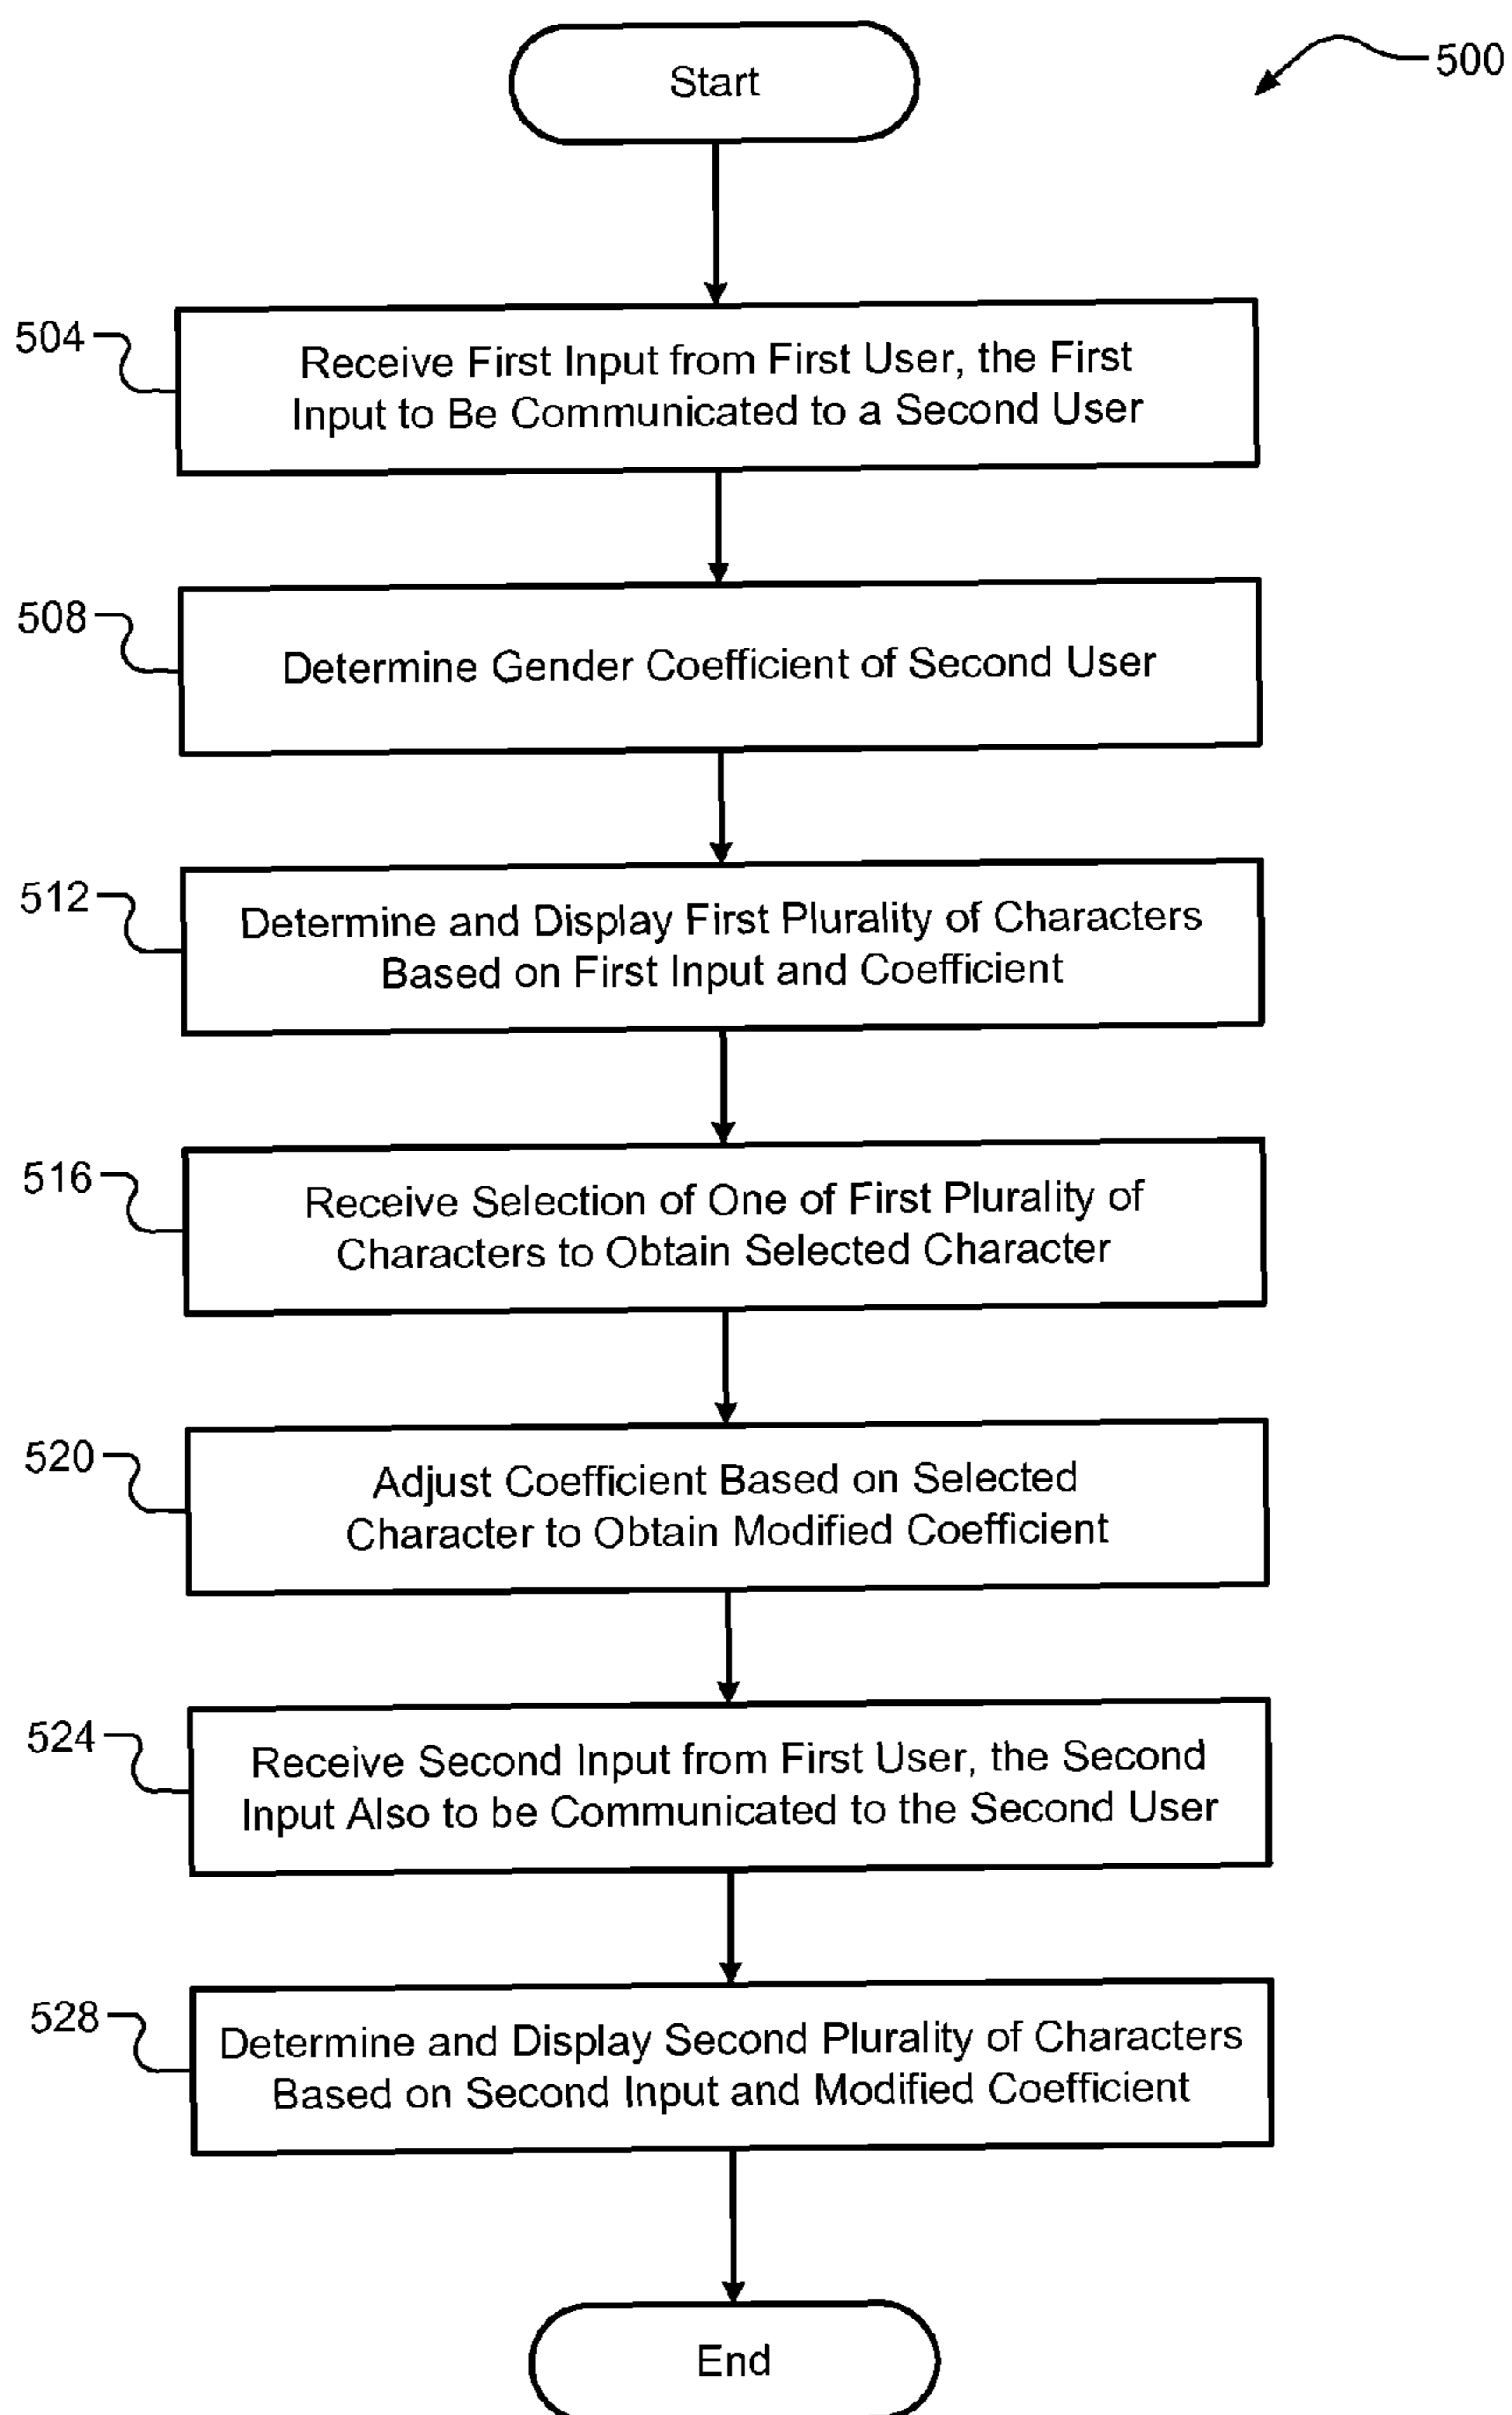 Start
500
504
Receive First Input from First User, the First
Input to Be Communicated to a Second User
508
Determine Gender Coefficient of Second User
512
Determine and Display First Plurality of Characters
Based on First Input and Coefficient
516
Receive Selection of One of First Plurality of
Characters to Obtain Selected Character
520
Adjust Coefficient Based on Selected
Character to Obtain Modified Coefficient
524
Receive Second Input from First User, the Second
Input Also to be Communicated to the Second User
528
Determine and Display Second Plurality of Characters
Based on Second Input and Modified Coefficient
End